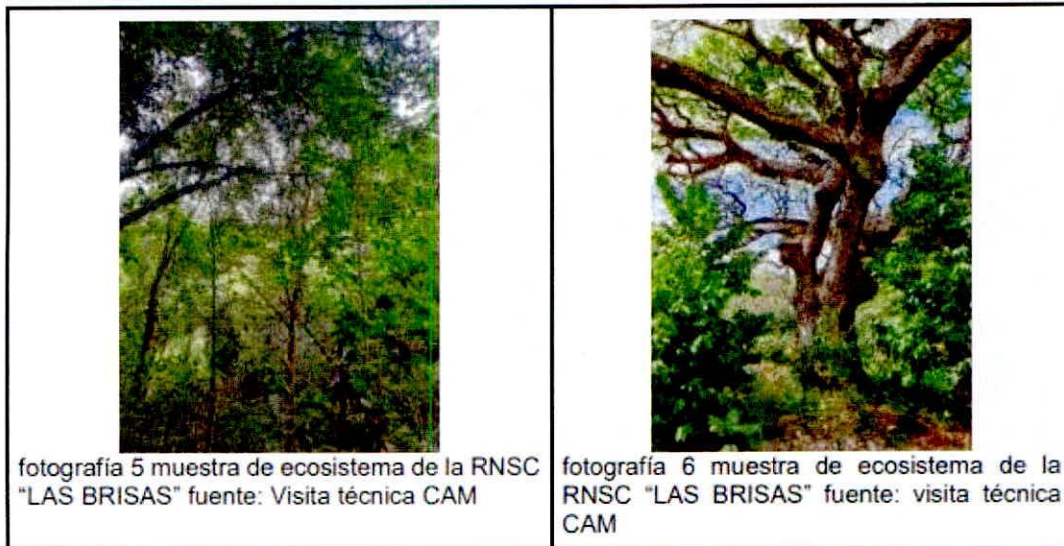 fotografía 5 muestra de ecosistema de la RNSC
“LAS BRISAS” fuente: Visita técnica CAM
fotografía 6 muestra de ecosistema de la
RNSC “LAS BRISAS” fuente: visita técnica
CAM